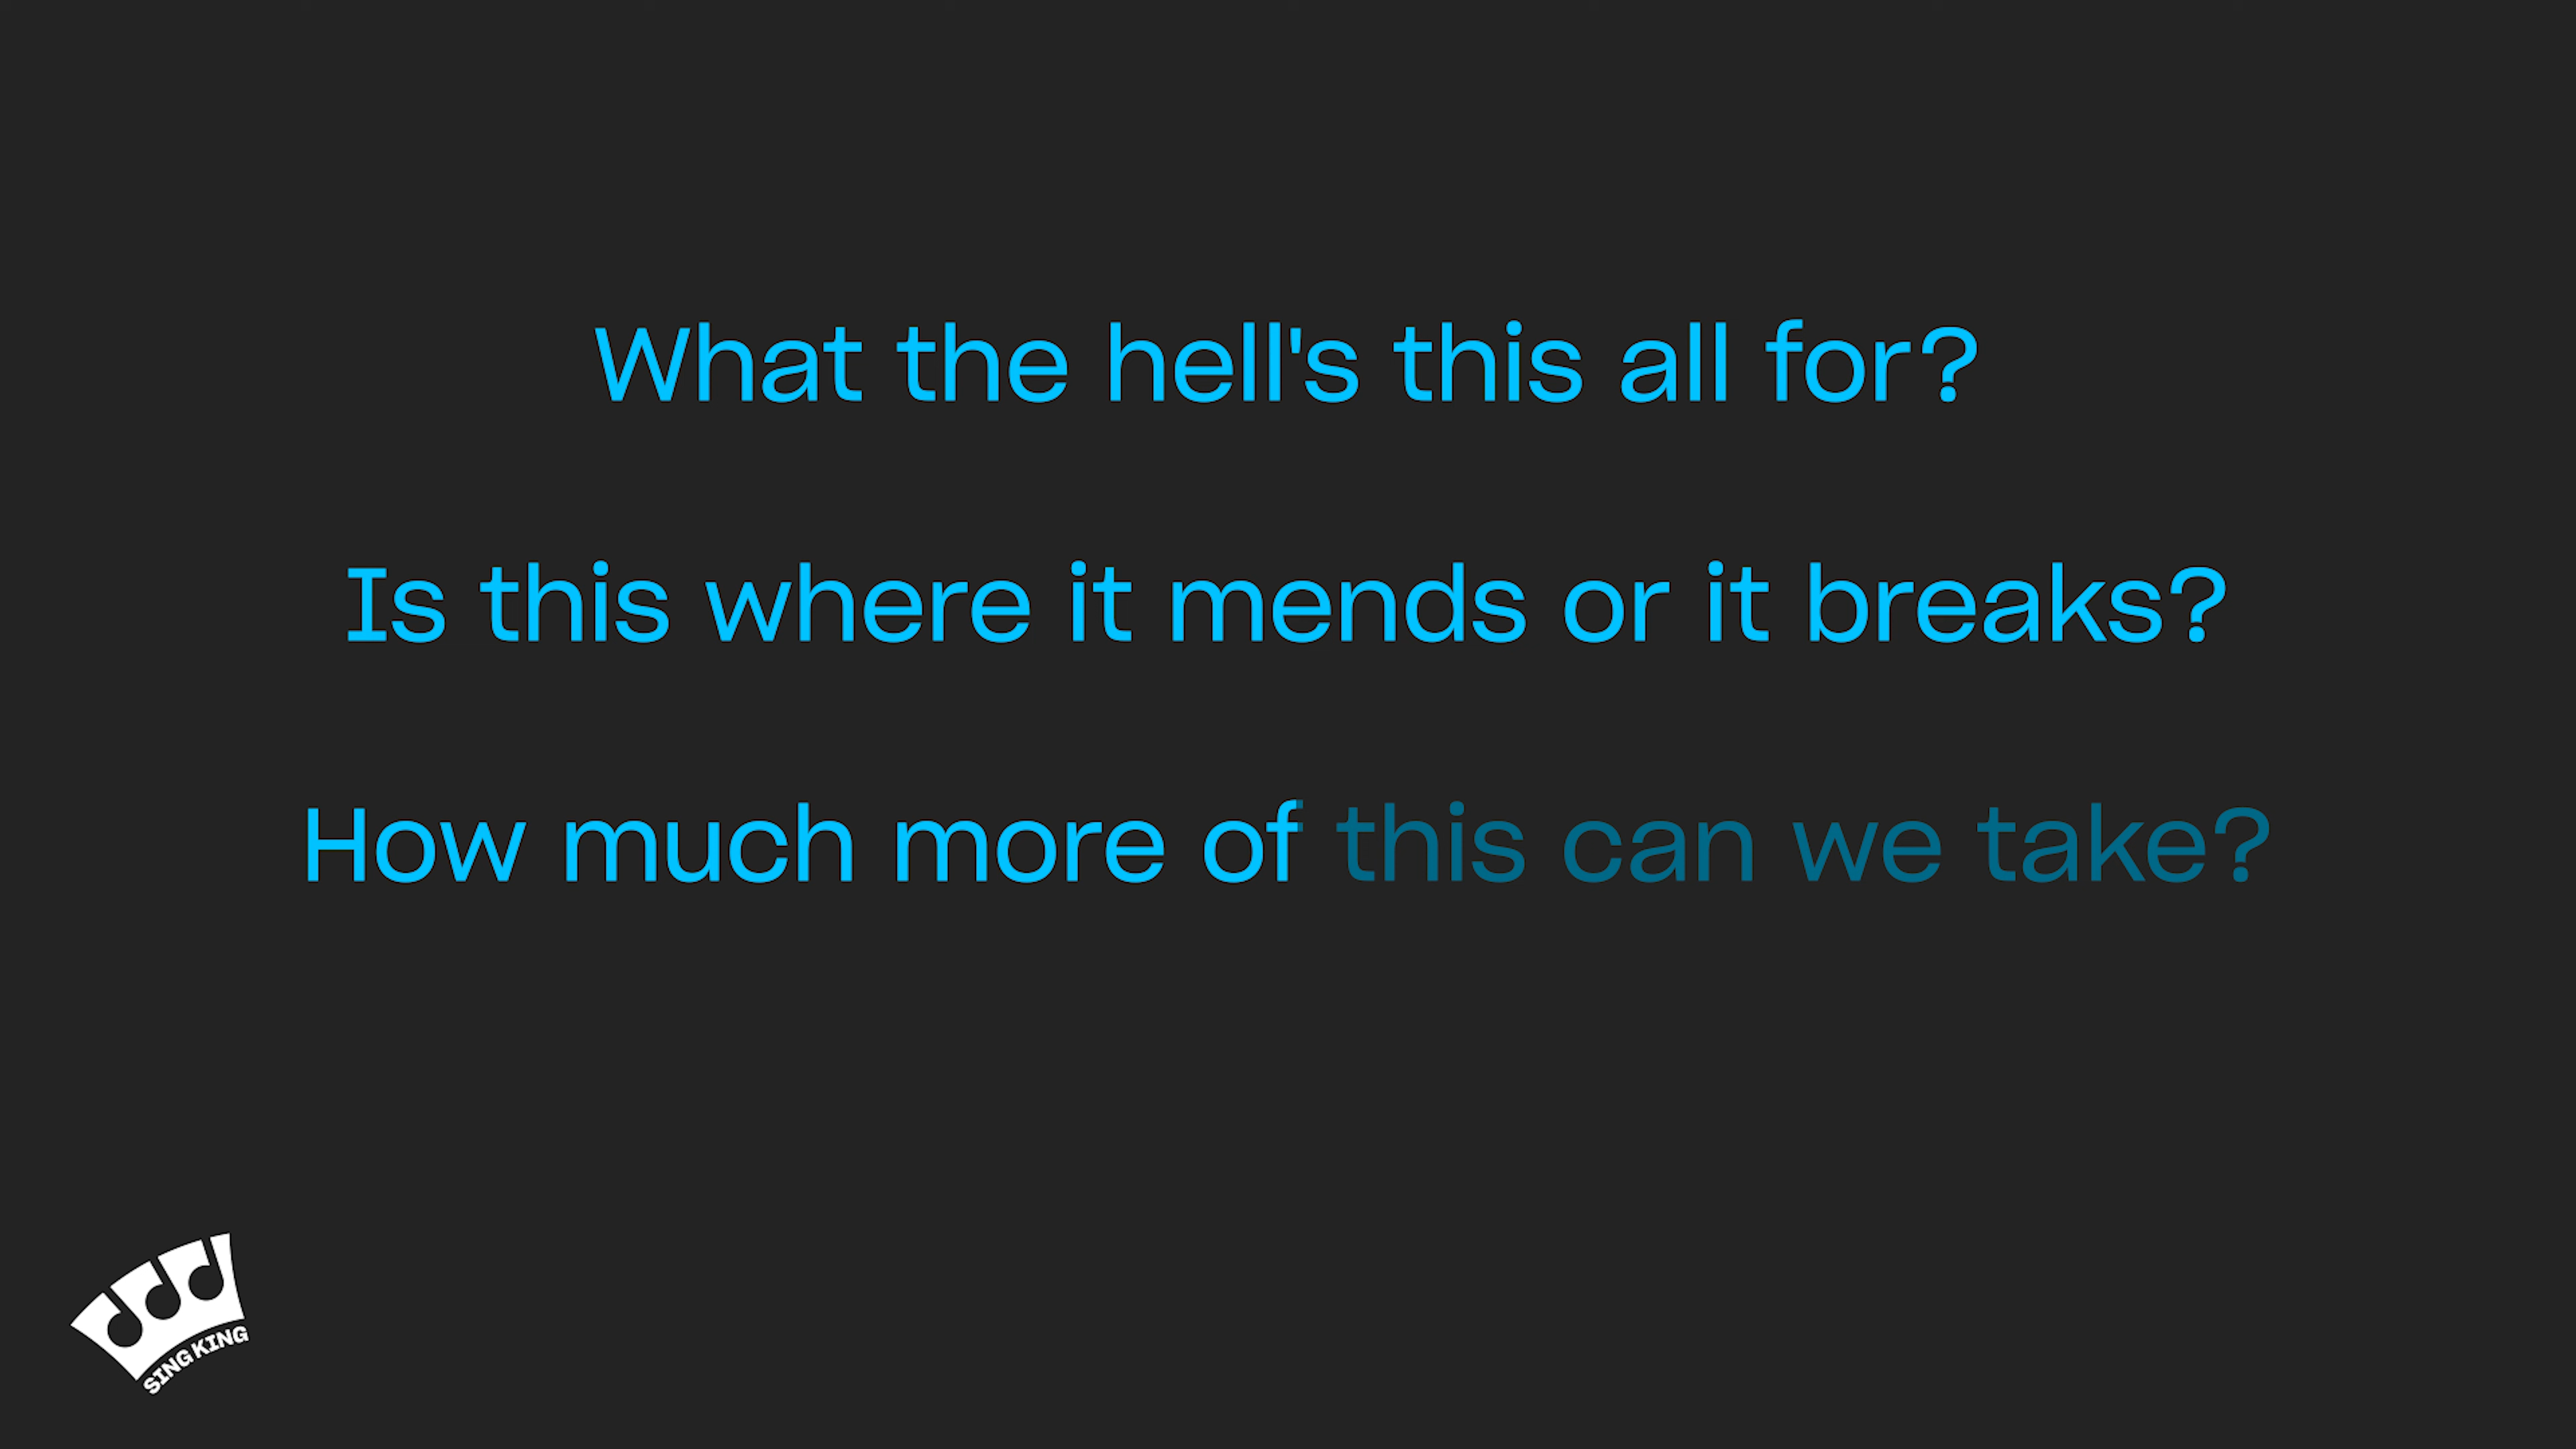 What the hell's this all for?
Is this where it mends or it breaks?
How much more of this can we take?
SING KING